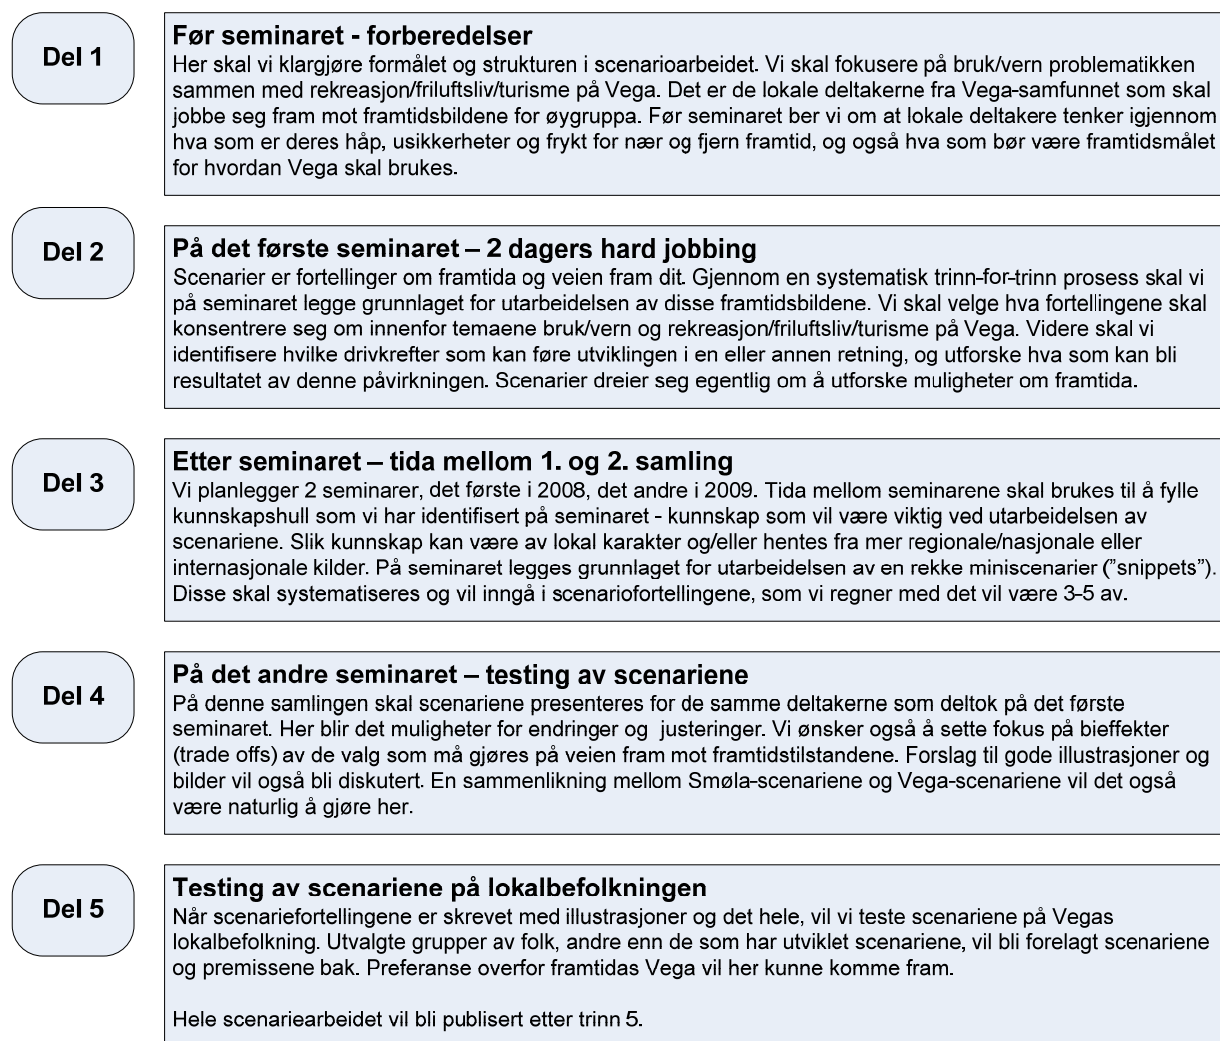 Del 1
Før seminaret - forberedelser
Her skal vi klargjøre formålet og strukturen i scenarioarbeidet. Vi skal fokusere på bruk/vern problematikken
sammen med rekreasjon/friluftsliv/turisme på Vega. Det er de lokale deltakerne fra Vega-samfunnet som skal
jobbe seg fram mot framtidsbildene for øygruppa. Før seminaret ber vi om at lokale deltakere tenker igjennom
hva som er deres håp, usikkerheter og frykt for nær og fjern framtid, og også hva som bør være framtidsmålet
for hvordan Vega skal brukes.
Del 2
På det første seminaret – 2 dagers hard jobbing
Scenarier er fortellinger om framtida og veien fram dit. Gjennom en systematisk trinn-for-trinn prosess skal vi
på seminaret legge grunnlaget for utarbeidelsen av disse framtidsbildene. Vi skal velge hva fortellingene skal
konsentrere seg om innenfor temaene bruk/vern og rekreasjon/friluftsliv/turisme på Vega. Videre skal vi
identifisere hvilke drivkrefter som kan føre utviklingen i en eller annen retning, og utforske hva som kan bli
resultatet av denne påvirkningen. Scenarier dreier seg egentlig om å utforske muligheter om framtida.
Del 3
Etter seminaret – tida mellom 1. og 2. samling
Vi planlegger 2 seminarer, det første i 2008, det andre i 2009. Tida mellom seminarene skal brukes til å fylle
kunnskapshull som vi har identifisert på seminaret - kunnskap som vil være viktig ved utarbeidelsen av
scenariene. Slik kunnskap kan være av lokal karakter og/eller hentes fra mer regionale/nasjonale eller
internasjonale kilder. På seminaret legges grunnlaget for utarbeidelsen av en rekke miniscenarier (”snippets”).
Disse skal systematiseres og vil inngå i scenariofortellingene, som vi regner med det vil være 3-5 av.
Del 4
På det andre seminaret – testing av scenariene
På denne samlingen skal scenariene presenteres for de samme deltakerne som deltok på det første
seminaret. Her blir det muligheter for endringer og  justeringer. Vi ønsker også å sette fokus på bieffekter
(trade offs) av de valg som må gjøres på veien fram mot framtidstilstandene. Forslag til gode illustrasjoner og
bilder vil også bli diskutert. En sammenlikning mellom Smøla-scenariene og Vega-scenariene vil det også
være naturlig å gjøre her.
Del 5
Testing av scenariene på lokalbefolkningen
Når scenariefortellingene er skrevet med illustrasjoner og det hele, vil vi teste scenariene på Vegas
lokalbefolkning. Utvalgte grupper av folk, andre enn de som har utviklet scenariene, vil bli forelagt scenariene
og premissene bak. Preferanse overfor framtidas Vega vil her kunne komme fram.
Hele scenariearbeidet vil bli publisert etter trinn 5.